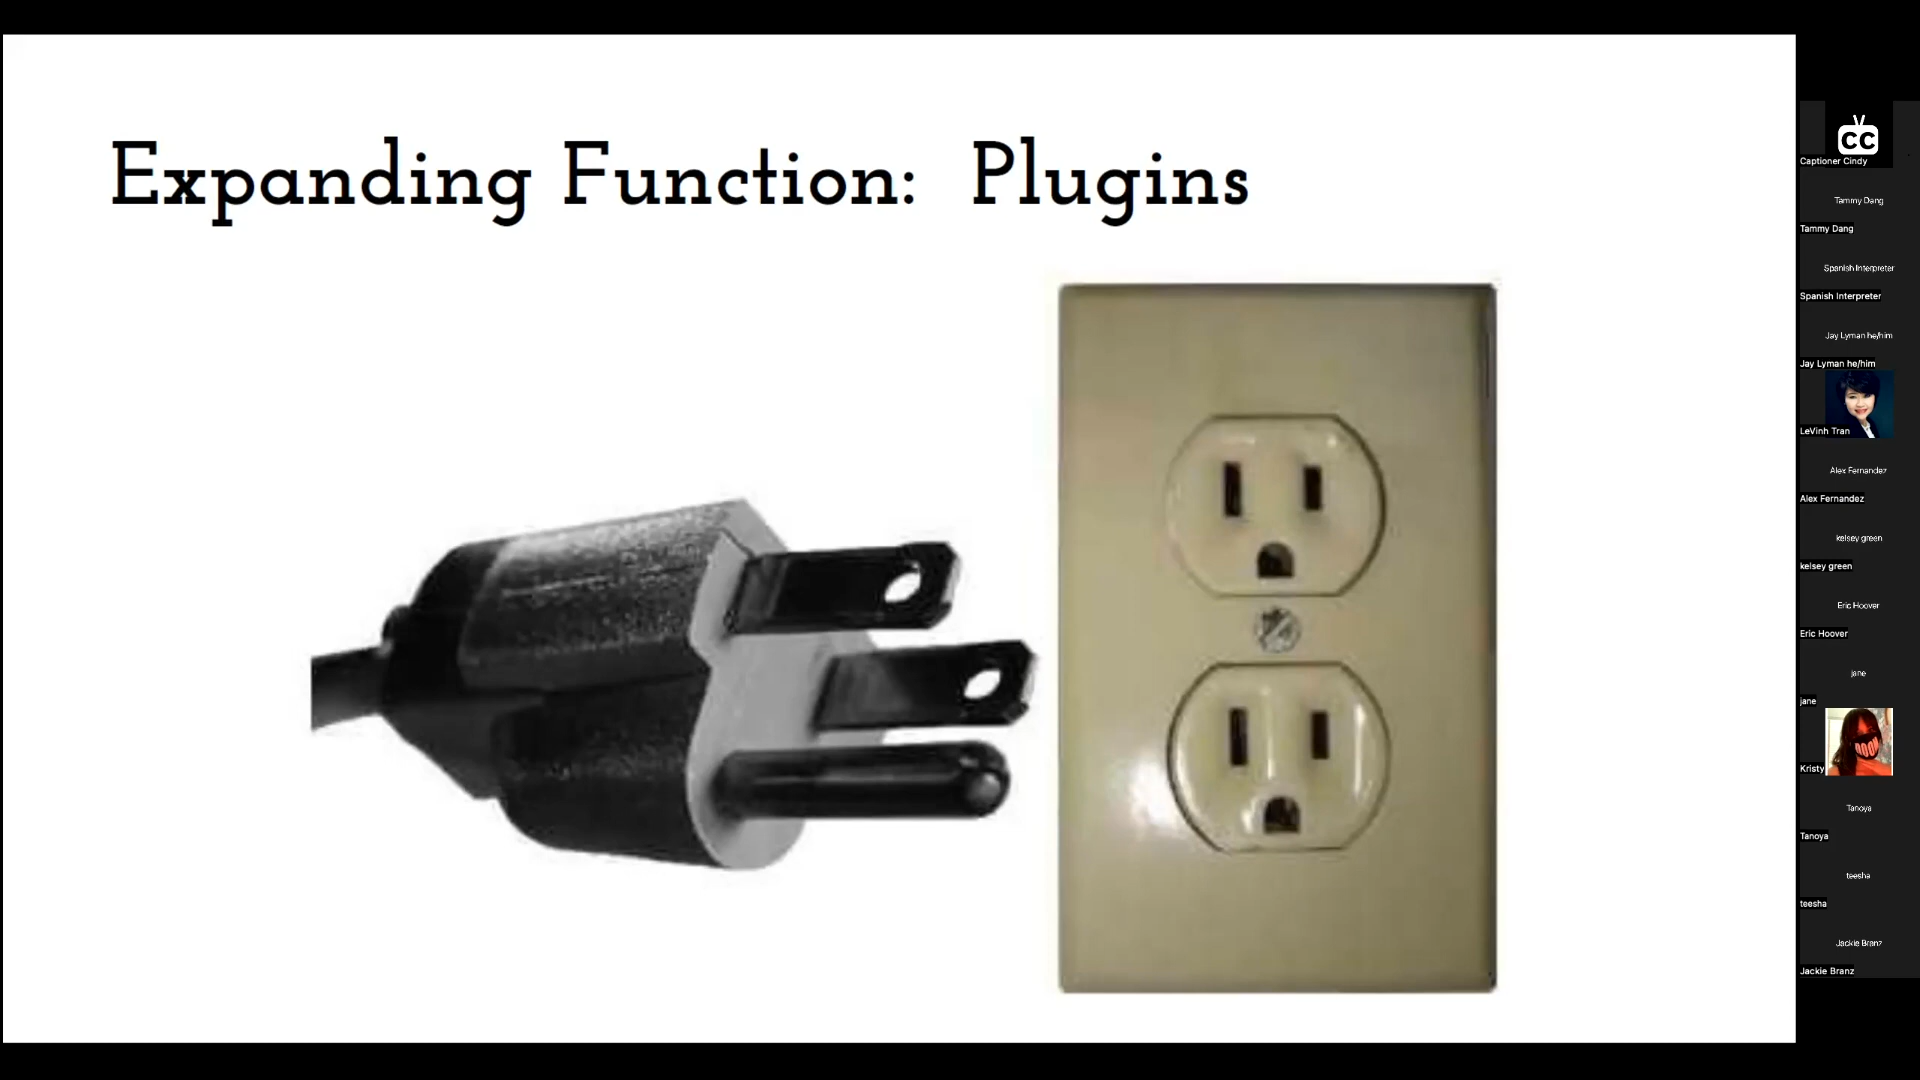 Expanding Function: Plugins
CC
Captioner Cindy
Tammy Dang
Tammy Dang
Spanish Interpreter
Spanish Interpreter
Jay Lyman he/him
Jay Lyman he/him
LeVinh Tran
Alex Fernandez
Alex Fernandez
kelsey green
kelsey green
Eric Hoover
Eric Hoover
jane
jane
Kristy
Tanoya
Tanoya
teesha
teesha
Jackie Branz
Jackie Branz